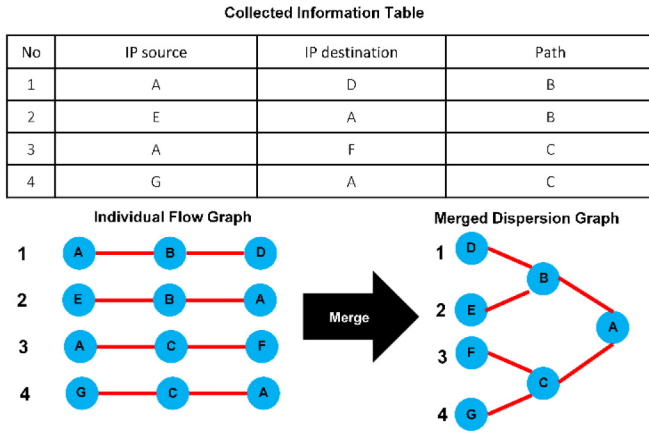 Collected Information Table
No IP source IP destination Path
1 A D B
2 E A B
3 A F C
4 G A C
Individual Flow Graph
1 A B D
2 E B A
3 A C F
4 G C A
Merge
Merged Dispersion Graph
1 D
B
2 E
A
3 F
C
4 G